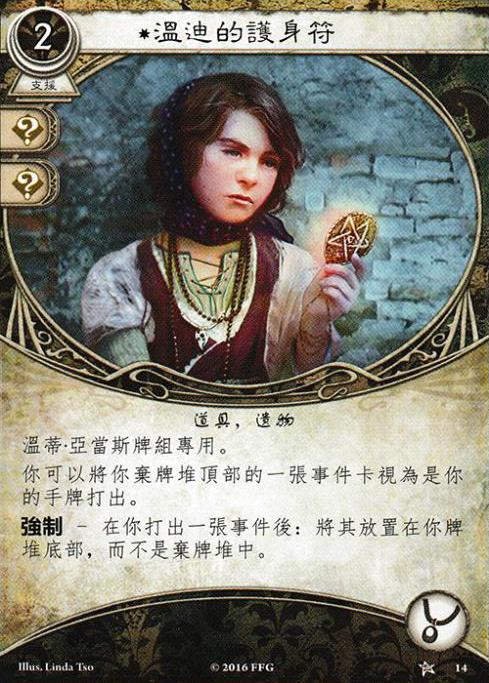 2
✷溫迪的護身符
支援
?
?
道具，遺物
溫蒂·亞當斯牌組專用。
你可以將你棄牌堆頂部的一張事件卡視為是你
的手牌打出。
強制 – 在你打出一張事件後：將其放置在你牌
堆底部，而不是棄牌堆中。
Illus. Linda Tso
© 2016 FFG
14